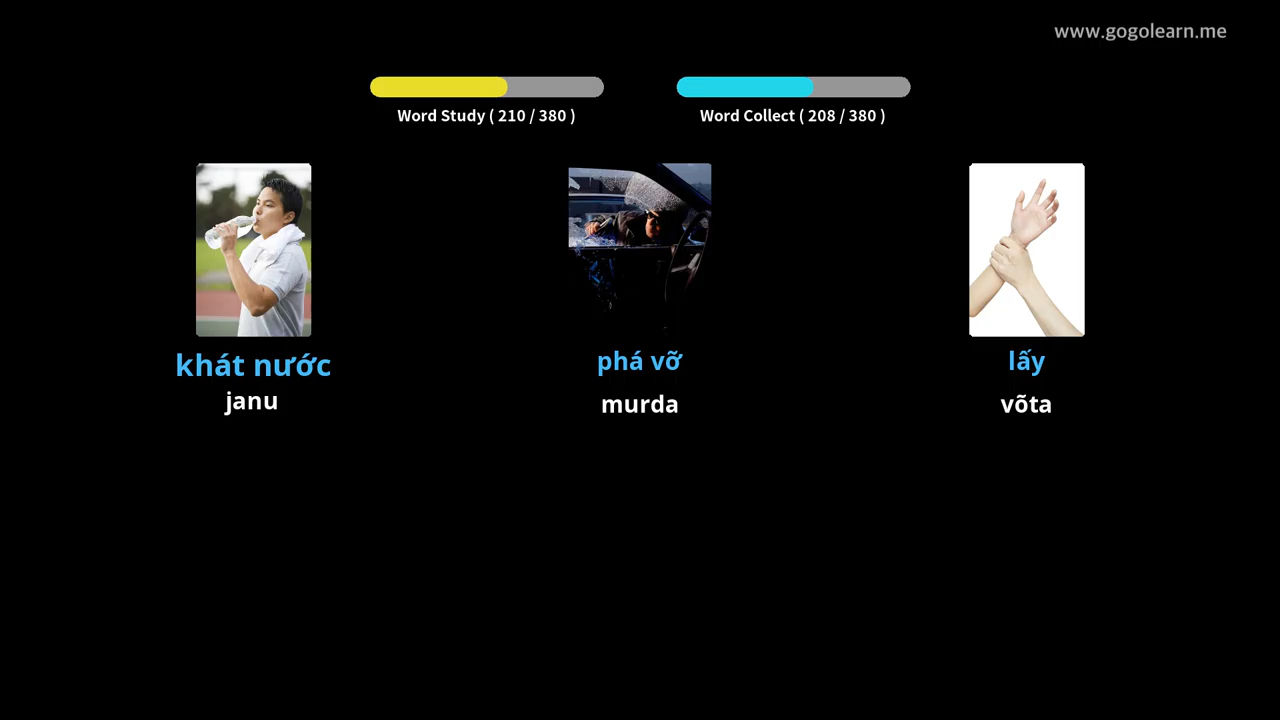 www.gogolearn.me
Word Study ( 210 / 380 )
Word Collect ( 208 / 380 )
khát nước
janu
phá vỡ
murda
lấy
võta